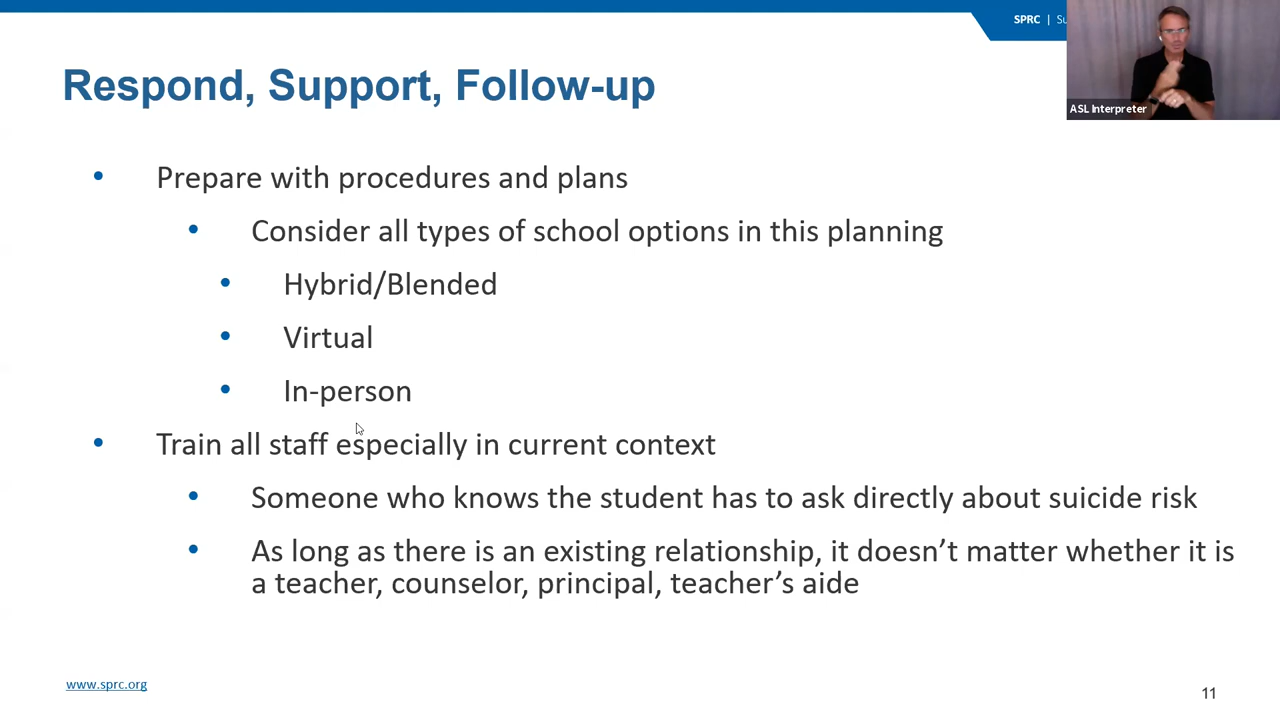 SPRC |
ASL Interpreter
Respond, Support, Follow-up
• Prepare with procedures and plans
• Consider all types of school options in this planning
• Hybrid/Blended
• Virtual
• In-person
• Train all staff especially in current context
• Someone who knows the student has to ask directly about suicide risk
• As long as there is an existing relationship, it doesn’t matter whether it is
a teacher, counselor, principal, teacher’s aide
www.sprc.org
11